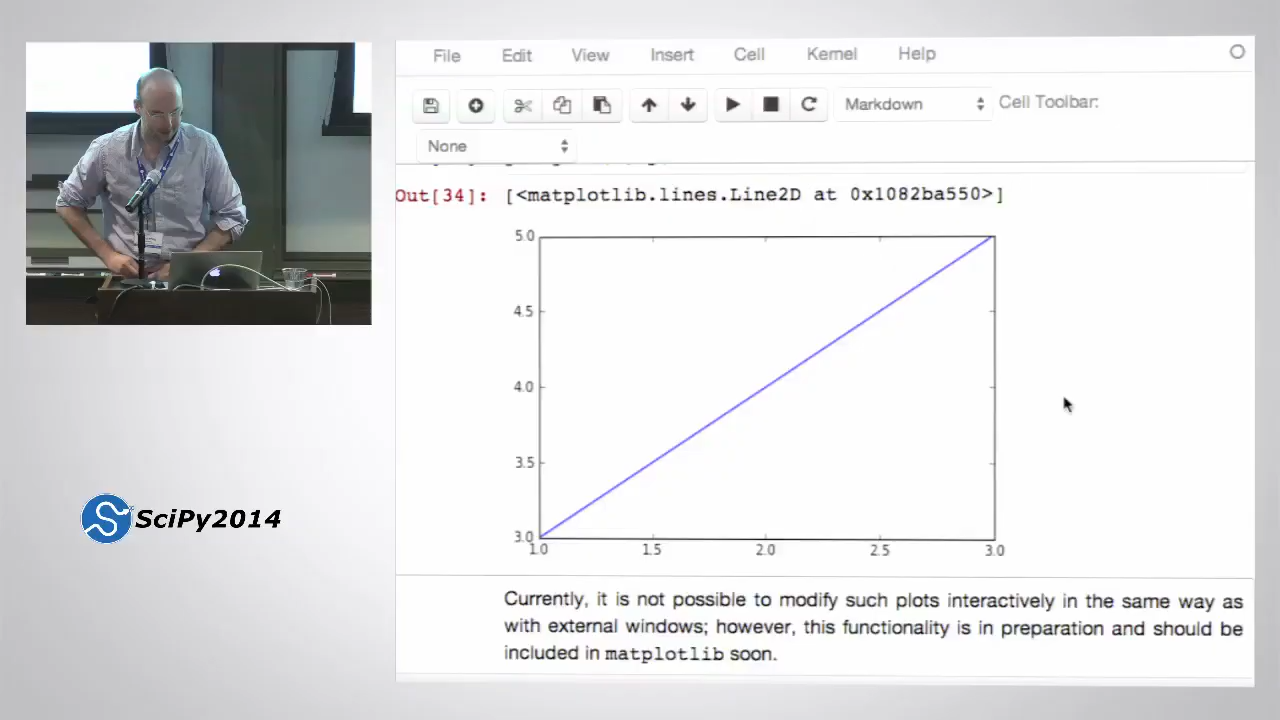 File Edit View Insert Cell Kernel Help
Markdown Cell Toolbar:
None
Out[34]: [<matplotlib.lines.Line2D at 0x1082ba550>]
5.0
4.5
4.0
3.5
3.0
1.0 1.5 2.0 2.5 3.0
SciPy2014
Currently, it is not possible to modify such plots interactively in the same way as
with external windows; however, this functionality is in preparation and should be
included in matplotlib soon.